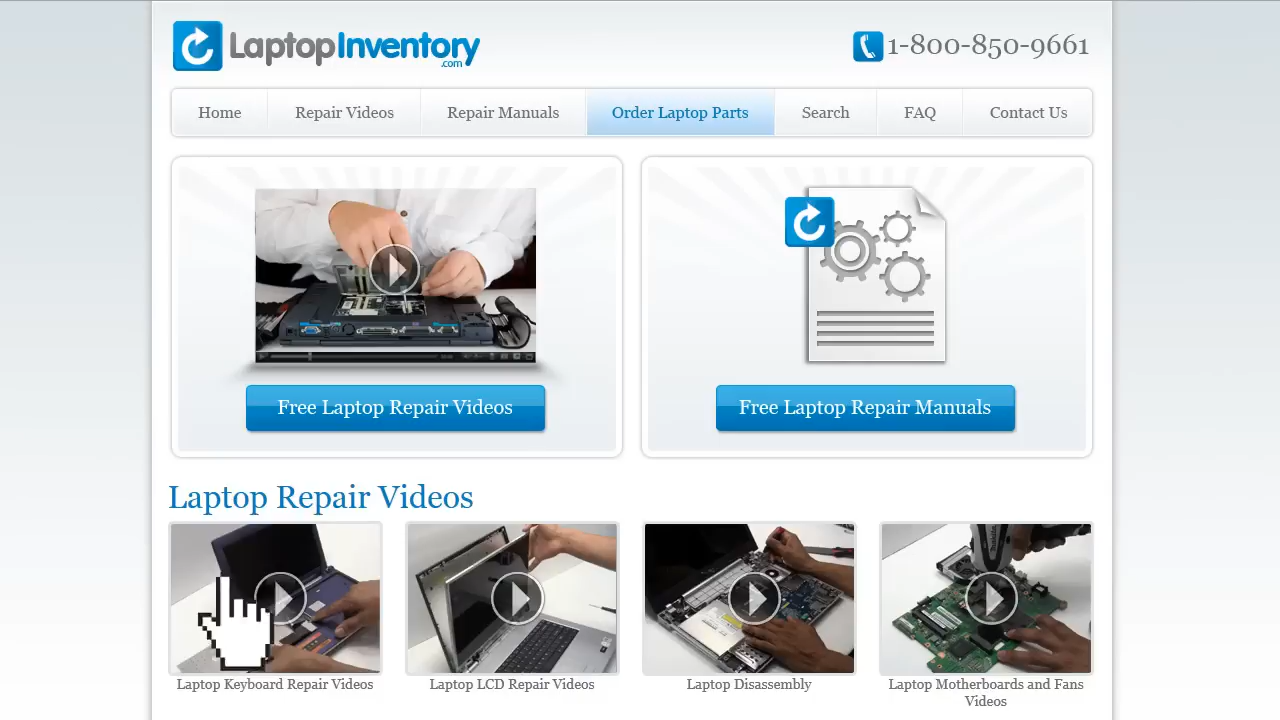 LaptopInventory
.com
1-800-850-9661
Home
Repair Videos
Repair Manuals
Order Laptop Parts
Search
FAQ
Contact Us
Free Laptop Repair Videos
Free Laptop Repair Manuals
Laptop Repair Videos
Laptop Keyboard Repair Videos
Laptop LCD Repair Videos
Laptop Disassembly
Laptop Motherboards and Fans
Videos